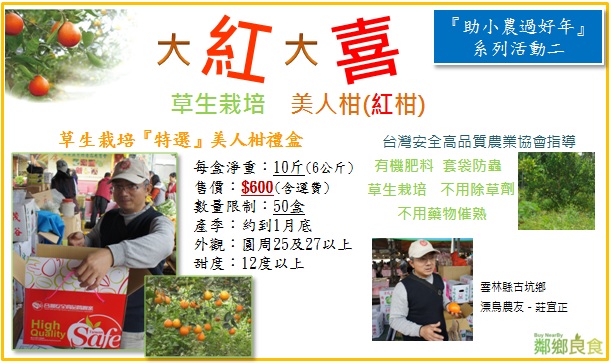 『助小農過好年』
系列活動二
大紅大喜
草生栽培 美人柑(紅柑)
草生栽培『特選』美人柑禮盒
每盒淨重：10斤(6公斤)
售價：$600(含運費)
數量限制：50盒
產季：約到1月底
外觀：圓周25及27以上
甜度：12度以上
台灣安全高品質農業協會指導
有機肥料 套袋防蟲
草生栽培 不用除草劑
不用藥物催熟
High
Quality
Safe
雲林縣古坑鄉
漂鳥農友 - 莊宜正
Buy NearBy
鄰鄉良食